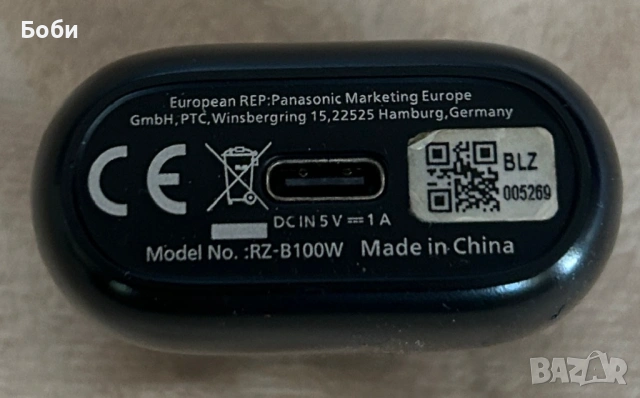 Боби
European REP:Panasonic Marketing Europe
GmbH,PTC,Winsbergring 15,22525 Hamburg,Germany
CE
BLZ
005269
DC IN 5 V ⎓ 1 A
Model No. :RZ-B100W Made in China
BAZAR